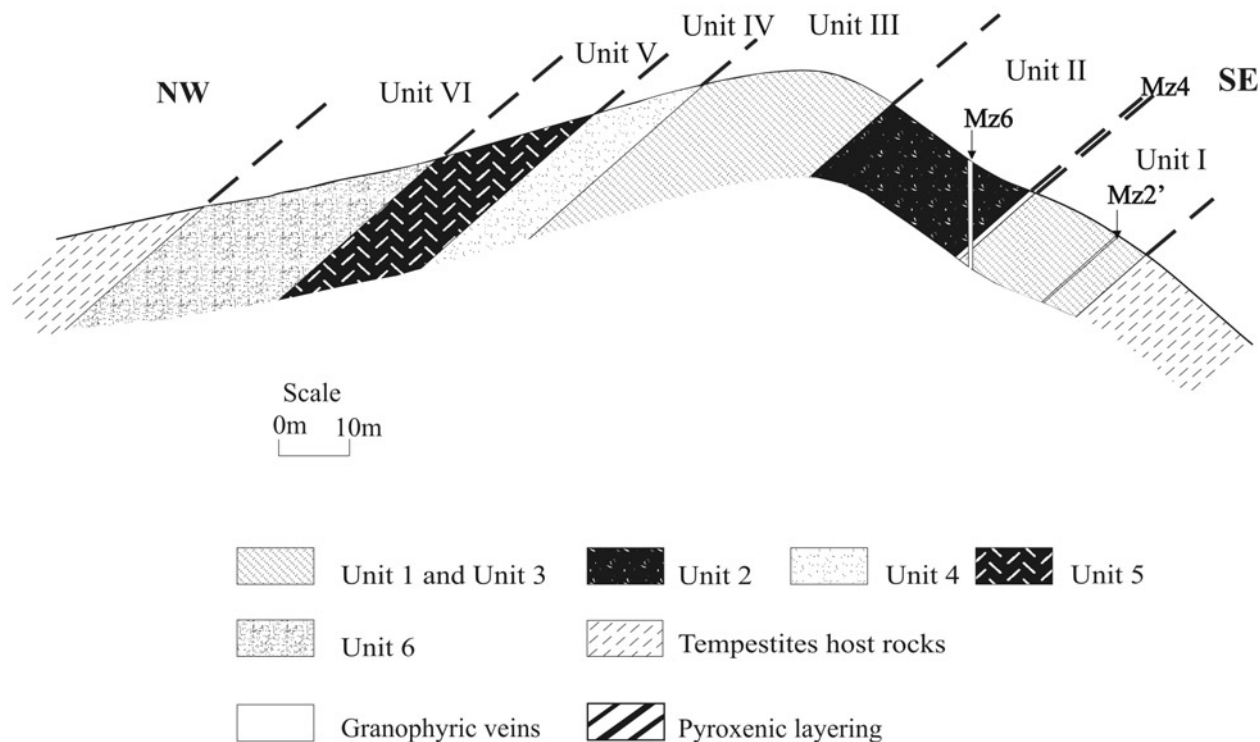 Unit IV
Unit III
Unit V
Unit II
NW
Unit VI
SE
Mz4
Mz6
Unit I
Mz2’
Scale
0m 10m
Unit 1 and Unit 3
Unit 2
Unit 4
Unit 5
Unit 6
Tempestites host rocks
Granophyric veins
Pyroxenic layering